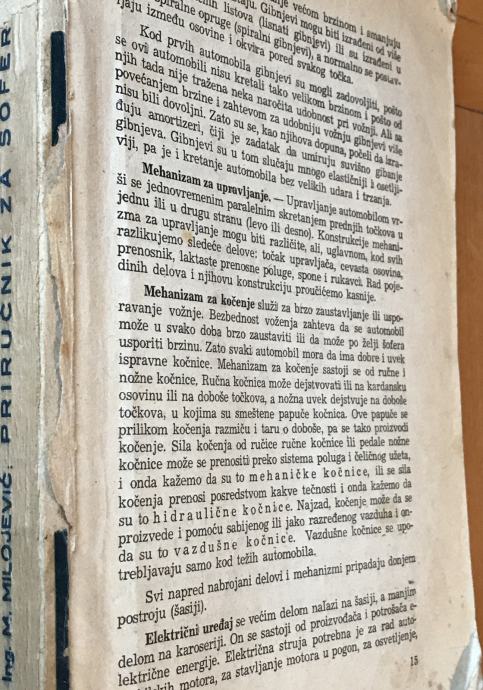 Ing. M. MILOJEVIĆ: PRIRUČNIK ZA ŠOFER
većom brzinom i smanjuju
Gibnjevi mogu biti izrađeni od više
listova (lisnati gibnjevi) ili su izrađeni u
spiralne opruge (spiralni gibnjevi), a normalno se postav-
ljaju između osovine i okvira pored svakog točka.
Kod prvih automobila gibnjevi su mogli zadovoljiti, pošto
se ovi automobili nisu kretali tako velikom brzinom i pošto od
njih tada nije tražena neka naročita udobnost pri vožnji. Ali sa
povećanjem brzine i zahtevom za udobniju vožnju gibnjevi više
nisu bili dovoljni. Zato su se, kao njihova dopuna, počeli da izra-
đuju amortizeri, čiji je zadatak da umiruju suvišno gibanje
gibnjeva. Gibnjevi su u tom slučaju mnogo elastičniji i osetlji-
viji, pa je i kretanje automobila bez velikih udara i trzanja.
Mehanizam za upravljanje. — Upravljanje automobilom vr-
ši se jednovremenim paralelnim skretanjem prednjih točkova u
jednu ili u drugu stranu (levo ili desno). Konstrukcije mehani-
zma za upravljanje mogu biti različite, ali, uglavnom, kod svih
razlikujemo sledeće delove: točak upravljača, cevasta osovina,
prenosnik, laktaste prenosne poluge, spone i rukavci. Rad poje-
dinih delova i njihovu konstrukciju proučićemo kasnije.
Mehanizam za kočenje služi za brzo zaustavljanje ili uspo-
ravanje vožnje. Bezbednost voženja zahteva da se automobil
može u svako doba brzo zaustaviti ili da može po želji šofera
usporiti brzinu. Zato svaki automobil mora da ima dobre i uvek
ispravne kočnice. Mehanizam za kočenje sastoji se od ručne i
nožne kočnice. Ručna kočnica može dejstvovati ili na kardansku
osovinu ili na doboše točkova, a nožna uvek dejstvuje na doboše
točkova, u kojima su smeštene papuče kočnica. Ove papuče se
prilikom kočenja razmiču i taru o doboše, pa se tako proizvodi
kočenje. Sila kočenja od ručice ručne kočnice ili pedale nožne
kočnice može se prenositi preko sistema poluga i čeličnog užeta,
i onda kažemo da su to mehaničke kočnice, ili se sila
kočenja prenosi posredstvom kakve tečnosti i onda kažemo da
su to hidraulične kočnice. Najzad, kočenje može da se
proizvede i pomoću sabijenog ili jako razređenog vazduha i on-
da su to vazdušne kočnice. Vazdušne kočnice se upo-
trebljavaju samo kod težih automobila.
Svi napred nabrojani delovi i mehanizmi pripadaju donjem
postroju (šasiji).
Električni uređaj se većim delom nalazi na šasiji, a manjim
delom na karoseriji. On se sastoji od proizvođača i potrošača e-
lektrične energije. Električna struja potrebna je za rad auto-
motora, za stavljanje motora u pogon, za osvetljenje,
15